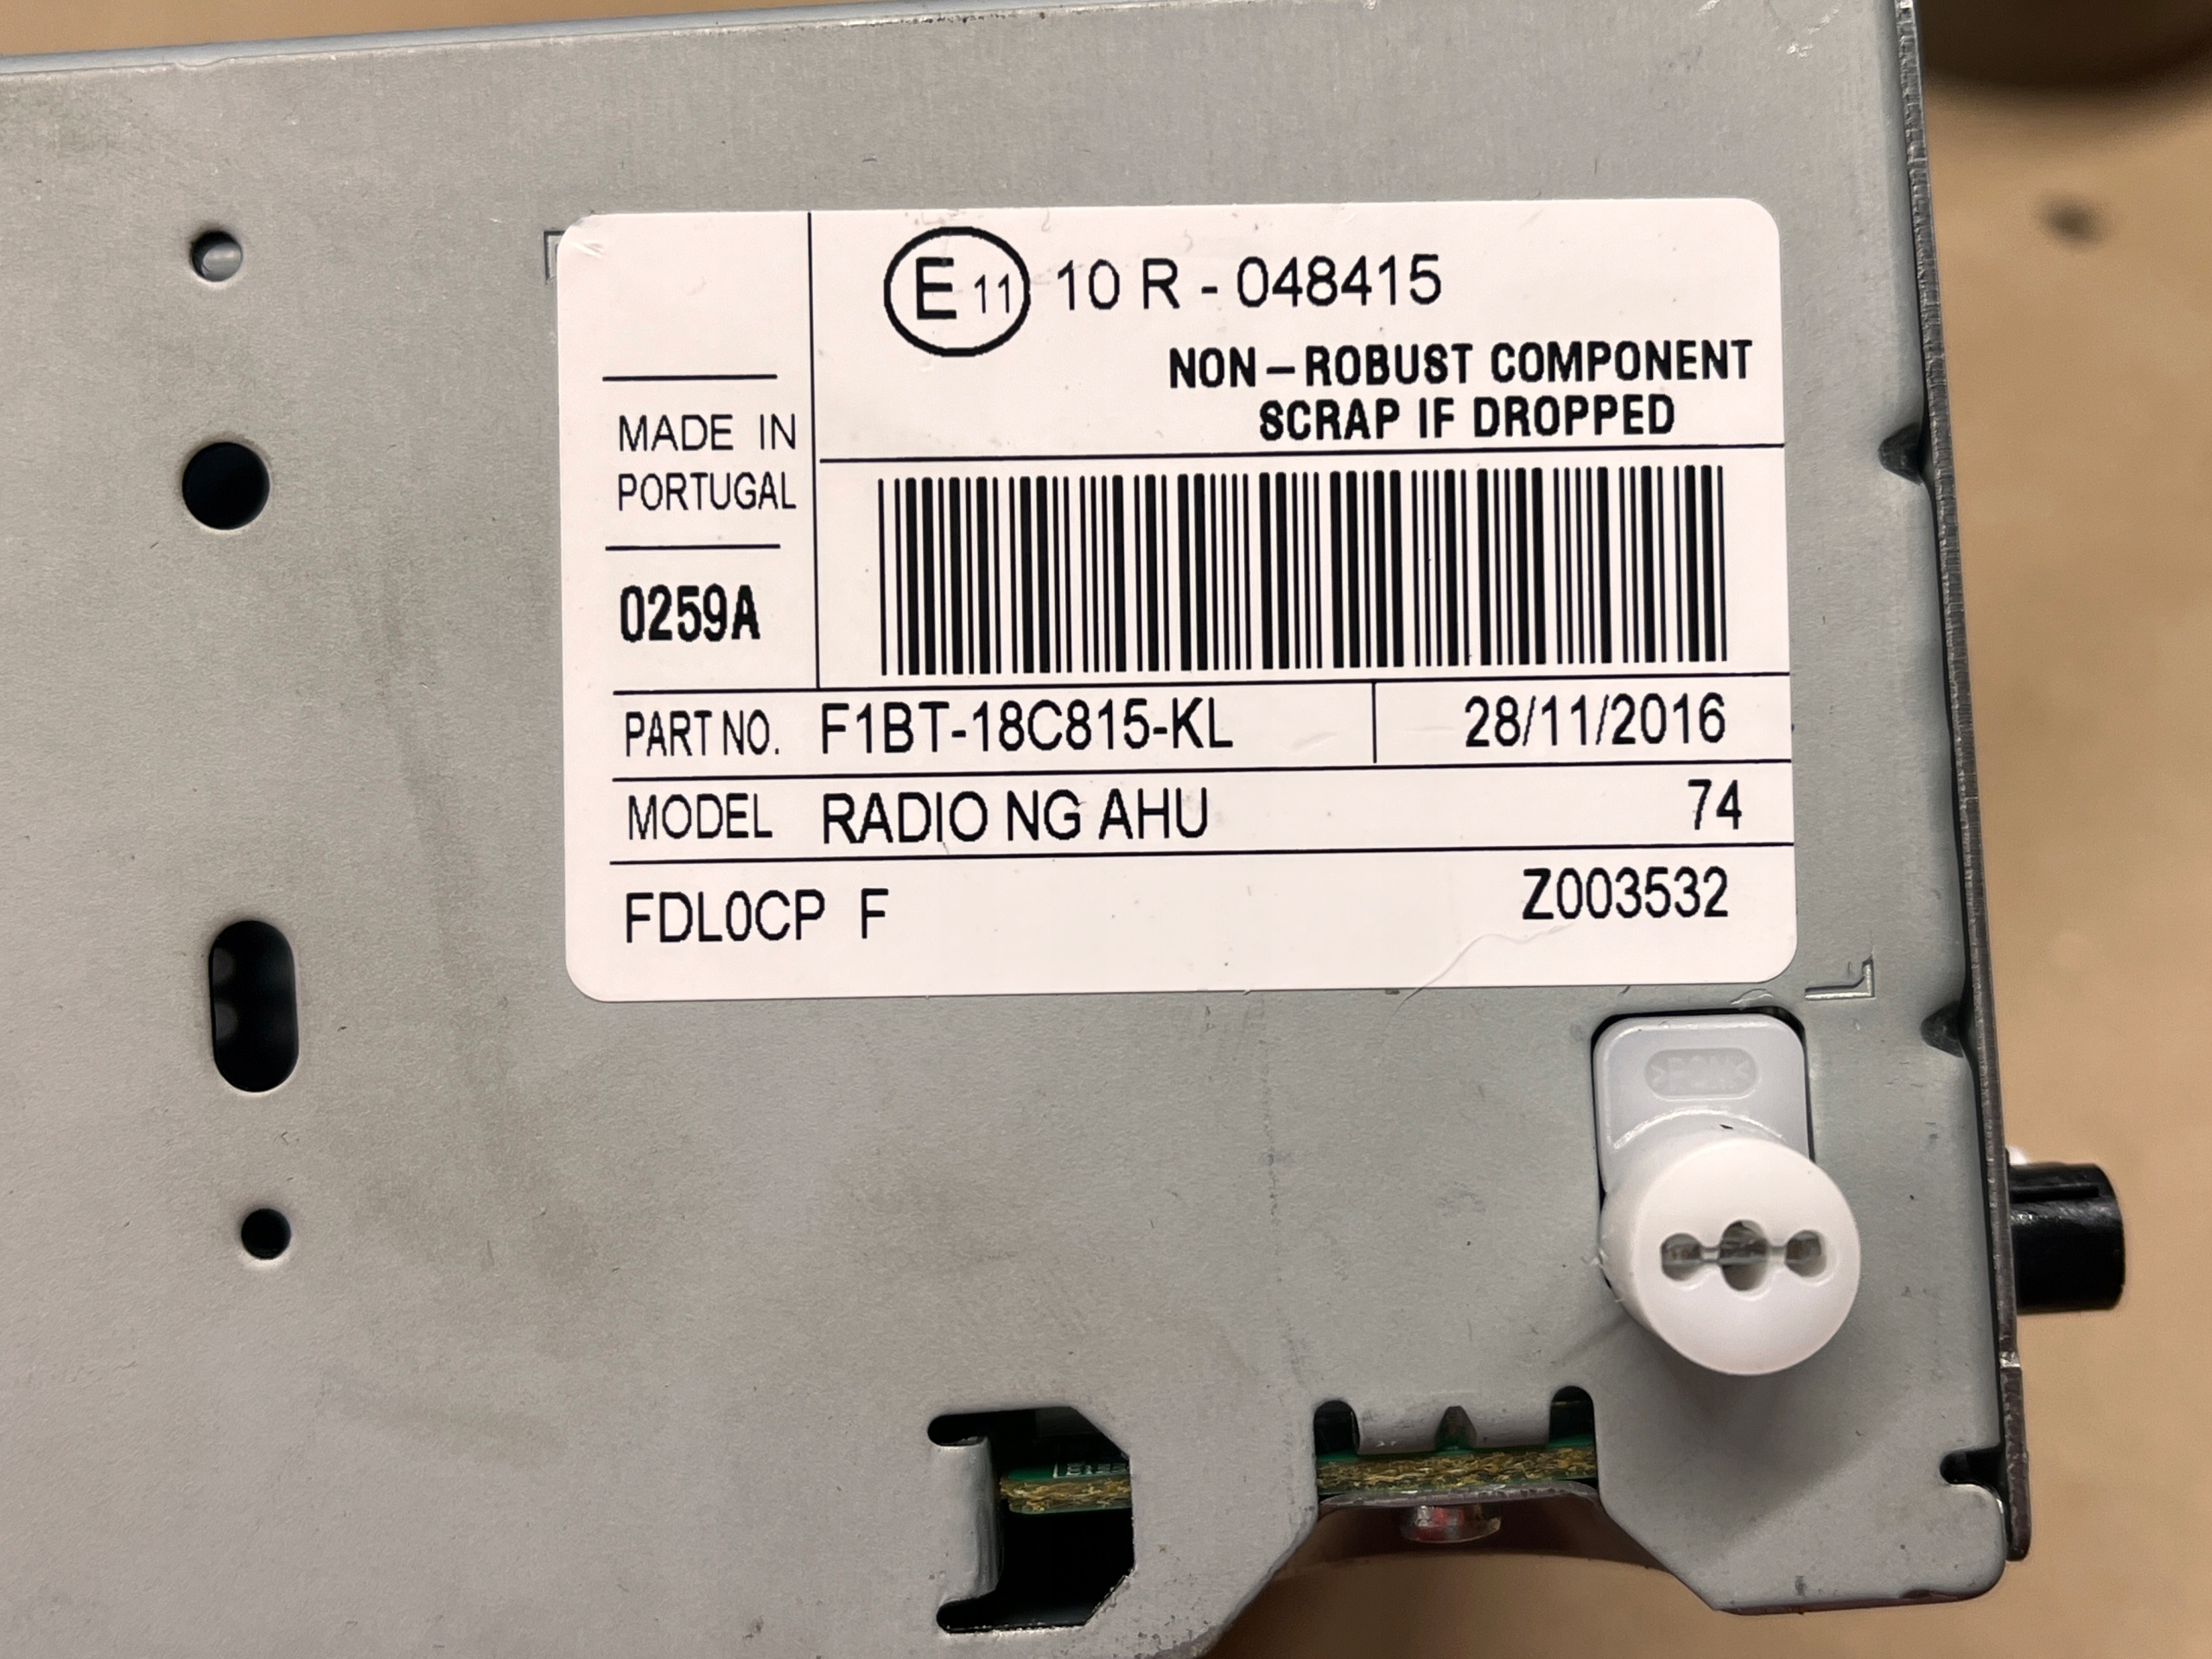 E 11 10 R - 048415
NON-ROBUST COMPONENT
SCRAP IF DROPPED
MADE IN
PORTUGAL
0259A
PART NO. F1BT-18C815-KL 28/11/2016
MODEL RADIO NG AHU 74
FDL0CP F Z003532